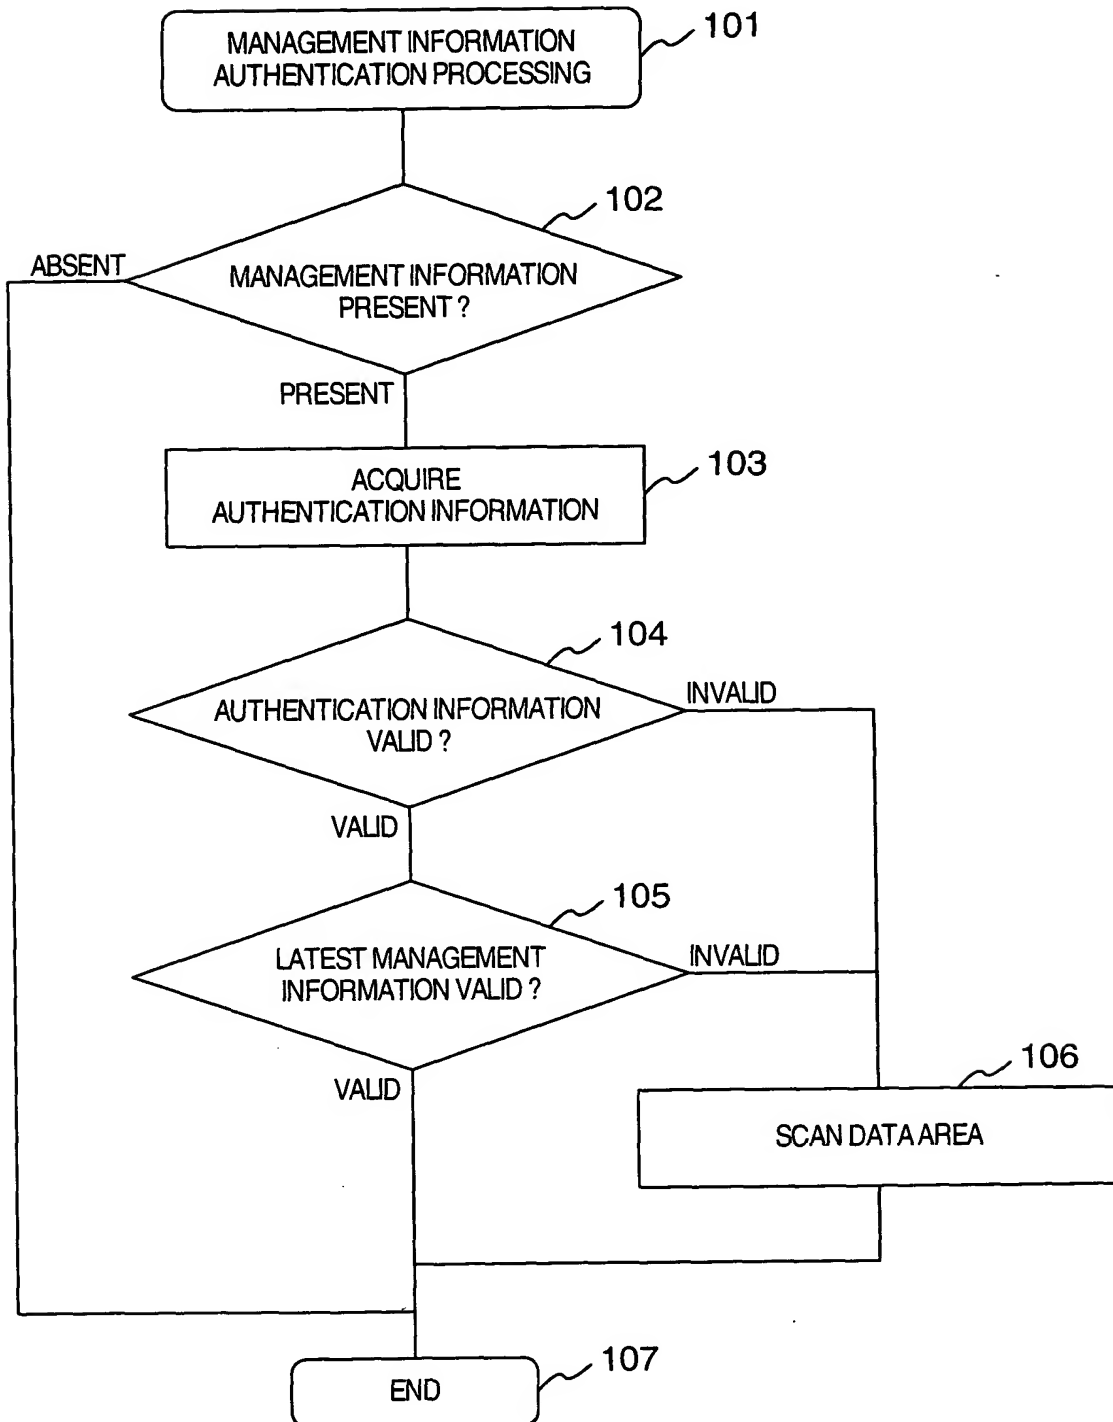 MANAGEMENT INFORMATION
AUTHENTICATION PROCESSING
101
102
ABSENT
MANAGEMENT INFORMATION
PRESENT ?
PRESENT
103
ACQUIRE
AUTHENTICATION INFORMATION
104
INVALID
AUTHENTICATION INFORMATION
VALID ?
VALID
105
INVALID
LATEST MANAGEMENT
INFORMATION VALID ?
VALID
106
SCAN DATA AREA
107
END